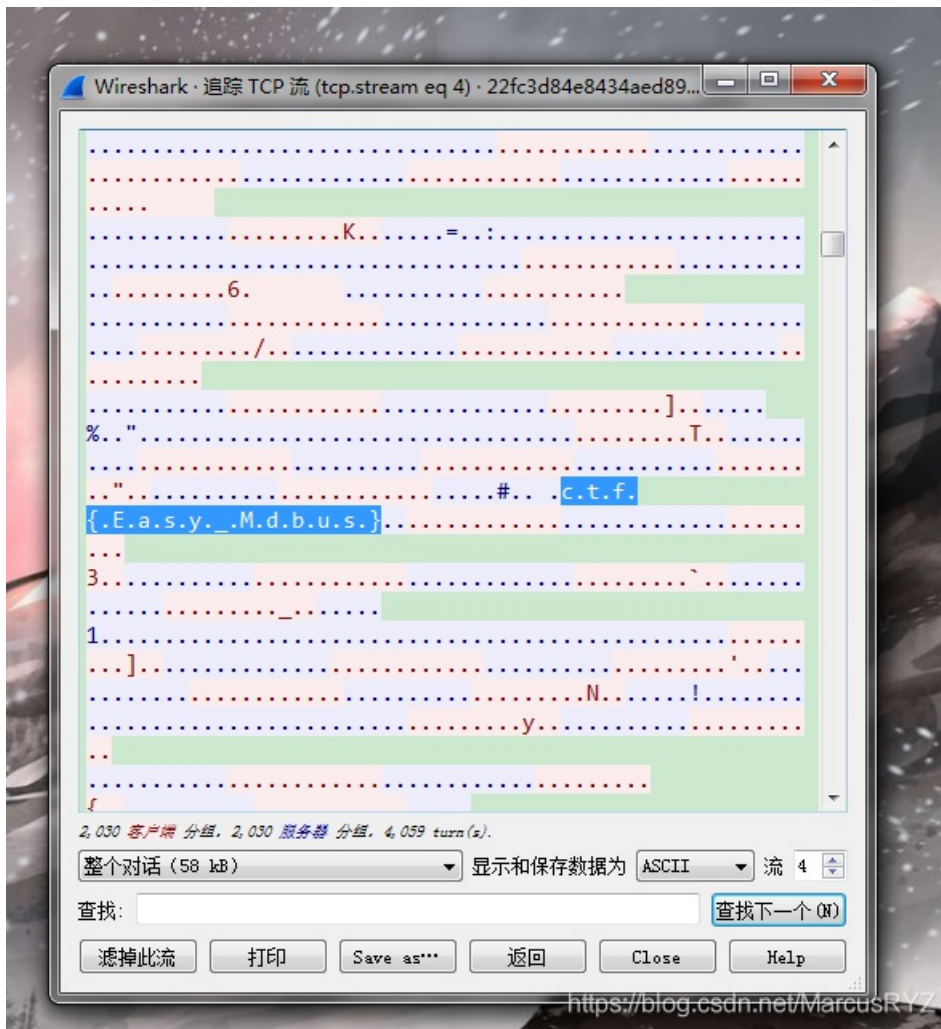 Wireshark · 追踪 TCP 流 (tcp.stream eq 4) · 22fc3d84e8434aed89...
................................................................
........................................................
.....
....................K.......=..:........................
........................................................
............6. ......................
........................................................
............./..........................................
.........
.............................................].......
%.."...........................................T.......
........................................................
..".............................#.. .c.t.f.
{.E.a.s.y._.M.d.b.u.s.}.................................
...
3..............................................`.......
..............._.......
1.......................................................
...]..............................................'.....
.......................................N.......!........
..................................y.....................
..
............................................
{
2,030 客户端 分组, 2,030 服务器 分组, 4,059 turn(s).
整个对话 (58 kB) 显示和保存数据为 ASCII 流 4
查找: 查找下一个(N)
滤掉此流 打印 Save as… 返回 Close Help
https://blog.csdn.net/MarcusRYZ